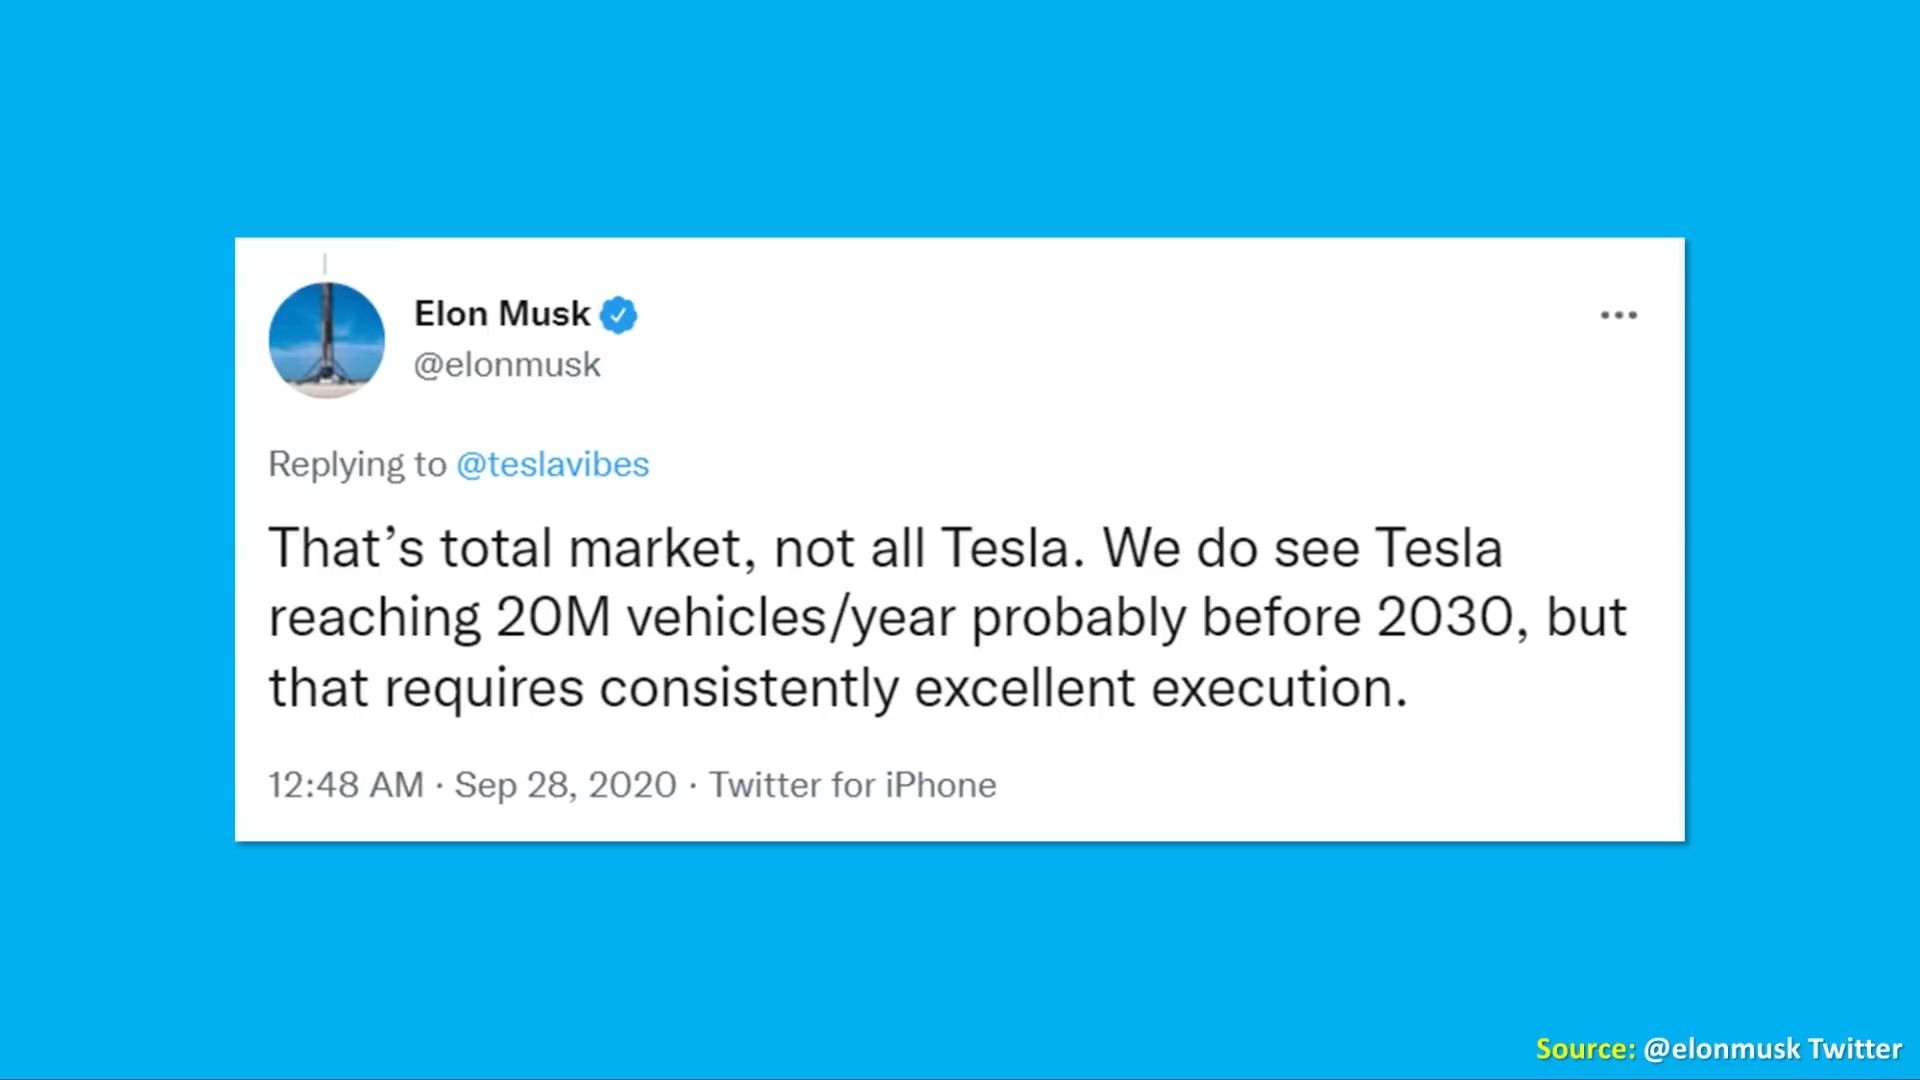 Elon Musk
@elonmusk
Replying to @teslavibes
That’s total market, not all Tesla. We do see Tesla
reaching 20M vehicles/year probably before 2030, but
that requires consistently excellent execution.
12:48 AM · Sep 28, 2020 · Twitter for iPhone
Source: @elonmusk Twitter